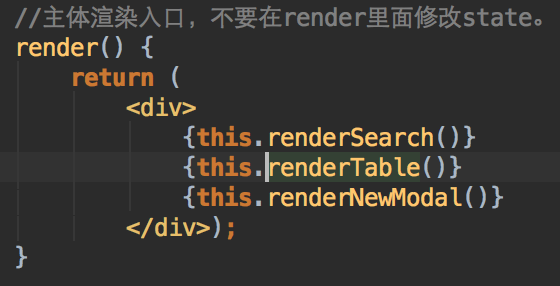 //主体渲染入口，不要在render里面修改state。
render() {
return (
<div>
{this.renderSearch()}
{this.renderTable()}
{this.renderNewModal()}
</div>);
}